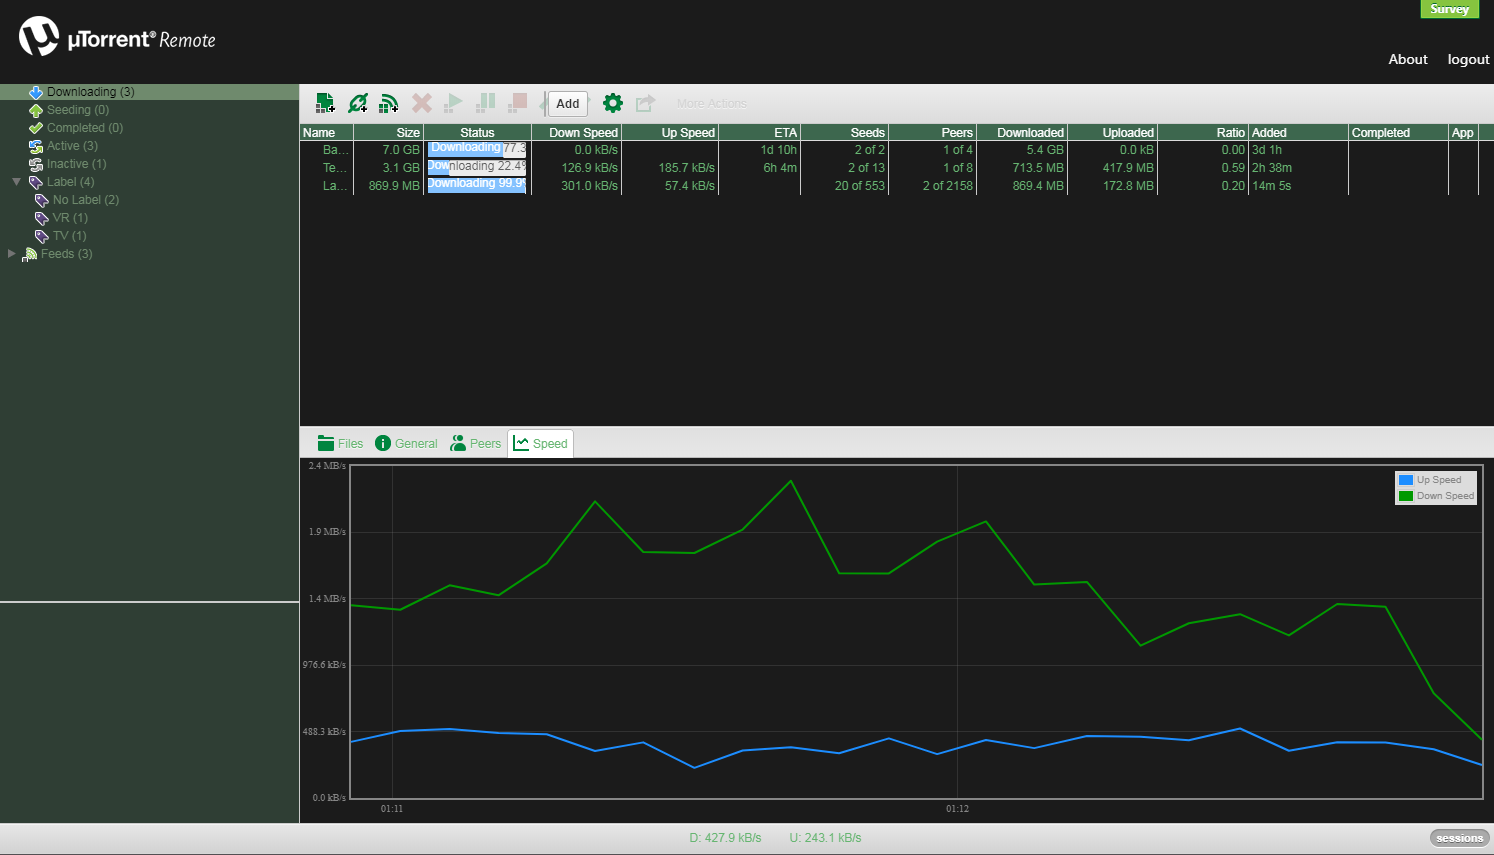 Survey
µTorrent® Remote
About logout
Downloading (3)
Seeding (0)
Completed (0)
Active (3)
Inactive (1)
Label (4)
No Label (2)
VR (1)
TV (1)
Feeds (3)
Add More Actions
Name Size Status Down Speed Up Speed ETA Seeds Peers Downloaded Uploaded Ratio Added Completed App
Ba... 7.0 GB Downloading 77.3 0.0 kB/s 1d 10h 2 of 2 1 of 4 5.4 GB 0.0 kB 0.00 3d 1h
Te... 3.1 GB Downloading 22.4% 126.9 kB/s 185.7 kB/s 6h 4m 2 of 13 1 of 8 713.5 MB 417.9 MB 0.59 2h 38m
La... 869.9 MB Downloading 99.9% 301.0 kB/s 57.4 kB/s 20 of 553 2 of 2158 869.4 MB 172.8 MB 0.20 14m 5s
Files General Peers Speed
2.4 MB/s
Up Speed
Down Speed
1.9 MB/s
1.4 MB/s
976.6 kB/s
488.3 kB/s
0.0 kB/s
01:11 01:12
D: 427.9 kB/s U: 243.1 kB/s
sessions